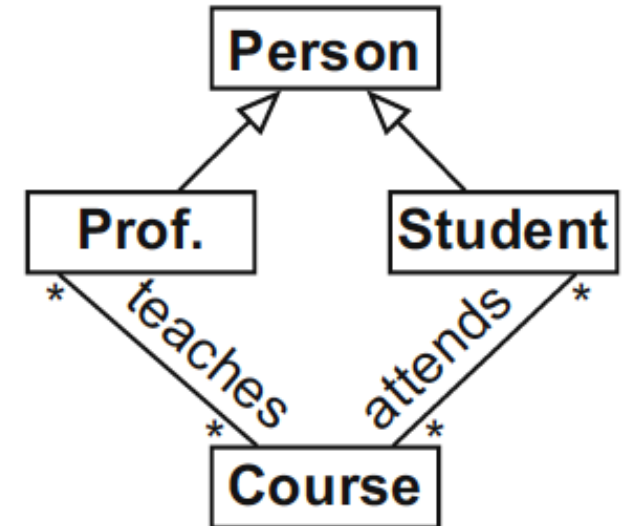 Person
Prof.
Student
*
teaches
*
attends
*
*
Course